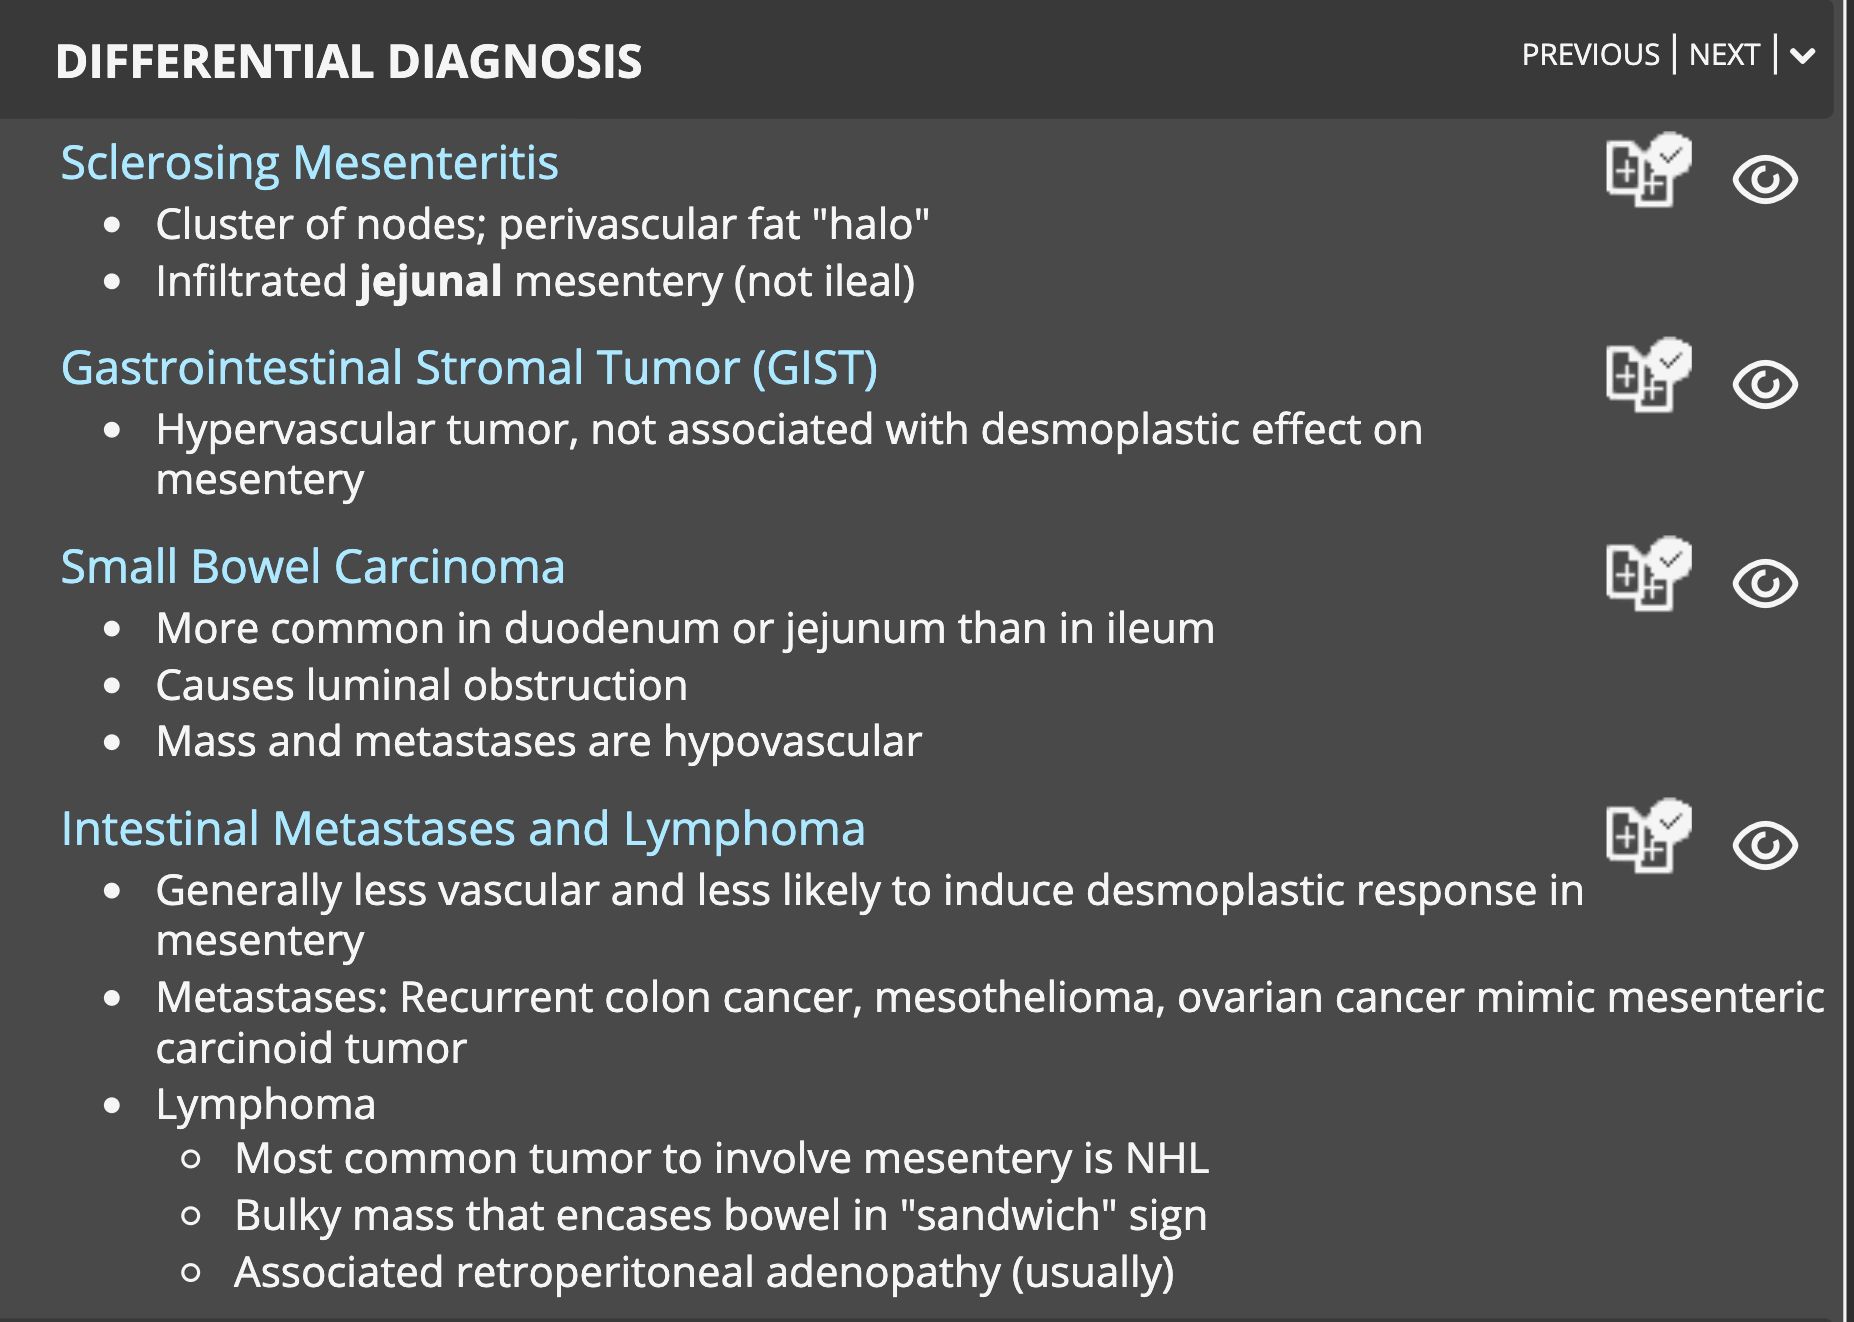 DIFFERENTIAL DIAGNOSIS
PREVIOUS | NEXT |
Sclerosing Mesenteritis
• Cluster of nodes; perivascular fat "halo"
• Infiltrated jejunal mesentery (not ileal)
Gastrointestinal Stromal Tumor (GIST)
• Hypervascular tumor, not associated with desmoplastic effect on
mesentery
Small Bowel Carcinoma
• More common in duodenum or jejunum than in ileum
• Causes luminal obstruction
• Mass and metastases are hypovascular
Intestinal Metastases and Lymphoma
• Generally less vascular and less likely to induce desmoplastic response in
mesentery
• Metastases: Recurrent colon cancer, mesothelioma, ovarian cancer mimic mesenteric
carcinoid tumor
• Lymphoma
○ Most common tumor to involve mesentery is NHL
○ Bulky mass that encases bowel in "sandwich" sign
○ Associated retroperitoneal adenopathy (usually)